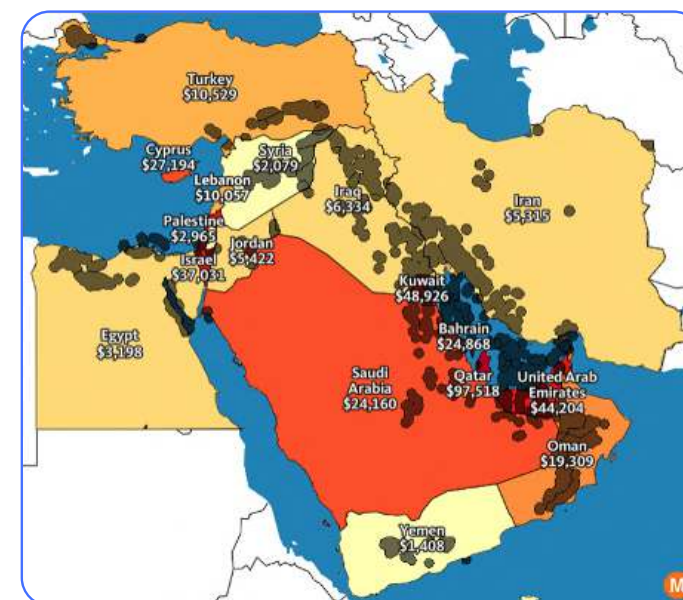 Turkey
$10,529
Cyprus
$27,194
Syria
$2,079
Lebanon
$10,057
Iraq
$6,334
Iran
$5,315
Palestine
$2,965
Jordan
$5,422
Israel
$37,031
Kuwait
$48,926
Egypt
$3,198
Bahrain
$24,868
Saudi
Arabia
$24,160
Qatar
$97,518
United Arab
Emirates
$44,204
Oman
$19,309
Yemen
$1,408
M